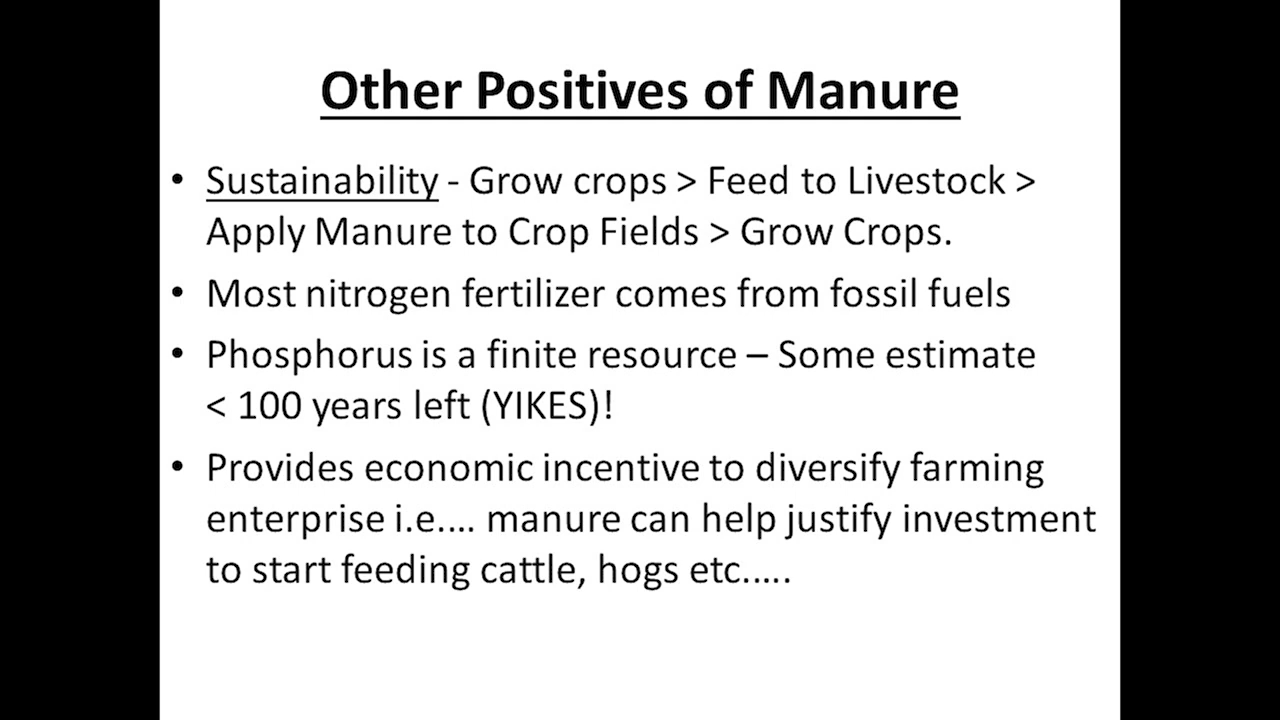 Other Positives of Manure
• Sustainability - Grow crops > Feed to Livestock >
Apply Manure to Crop Fields > Grow Crops.
• Most nitrogen fertilizer comes from fossil fuels
• Phosphorus is a finite resource – Some estimate
< 100 years left (YIKES)!
• Provides economic incentive to diversify farming
enterprise i.e.... manure can help justify investment
to start feeding cattle, hogs etc.....